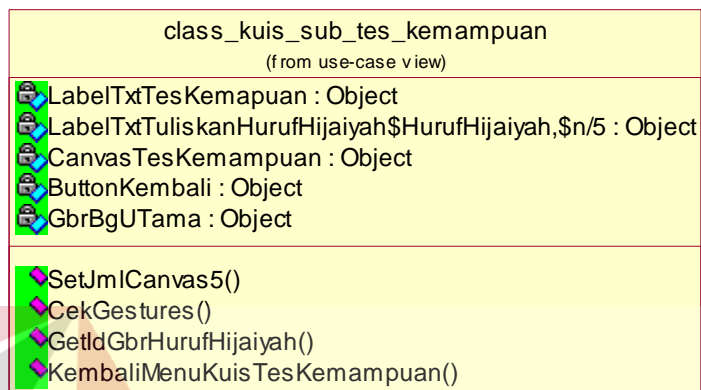 class_kuis_sub_tes_kemampuan
(from use-case view)
LabelTxtTesKemapuan : Object
LabelTxtTuliskanHurufHijaiyah$HurufHijaiyah,$n/5 : Object
CanvasTesKemampuan : Object
ButtonKembali : Object
GbrBgUTama : Object
SetJmlCanvas5()
CekGestures()
GetIdGbrHurufHijaiyah()
KembaliMenuKuisTesKemampuan()